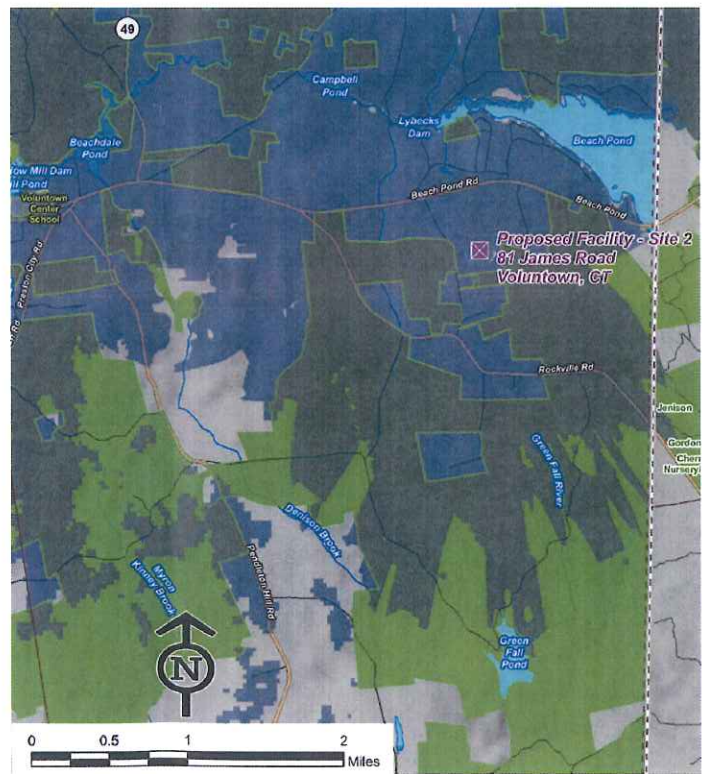 49
Campbell
Pond
Lybecks
Dam
Beach Pond
Beachdale
Pond
ow Mill Dam
ill Pond
Voluntown
Center
School
Beach Pond Rd
Beach Pond
Proposed Facility - Site 2
81 James Road
Voluntown, CT
Preston City Rd
n Rd
Rockville Rd
Jenison
Gordon
Cher
Nursery
Green Fall River
Denison Brook
Myron
Kinney Brook
Pendleton Hill Rd
Green
Fall
Pond
N
0 0.5 1 2
Miles